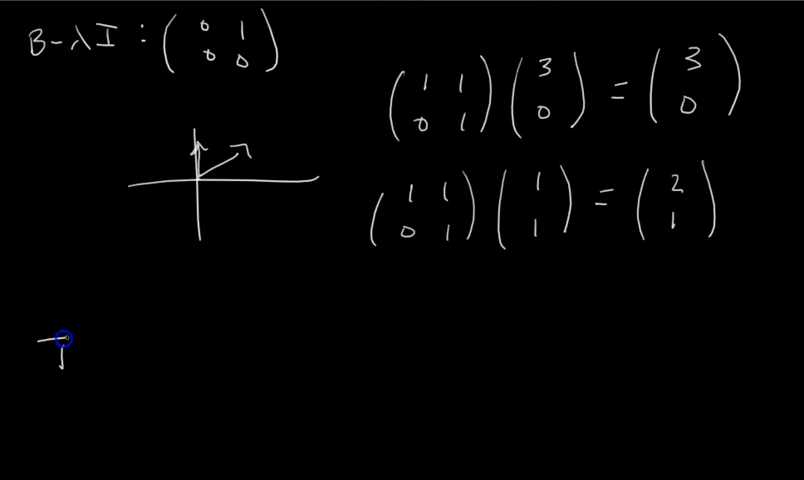 B-λI : (0 1
0 0)
(1 1
0 1) (3
0) = (3
0)
(1 1
0 1) (1
1) = (2
1)
T